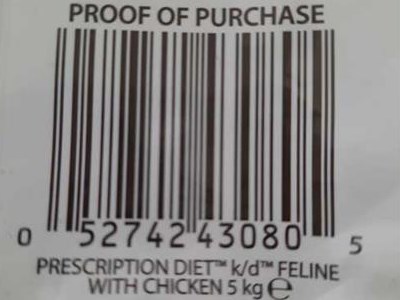 PROOF OF PURCHASE
0 52742 43080 5
PRESCRIPTION DIET™ k/d™ FELINE
WITH CHICKEN 5 kg ℮